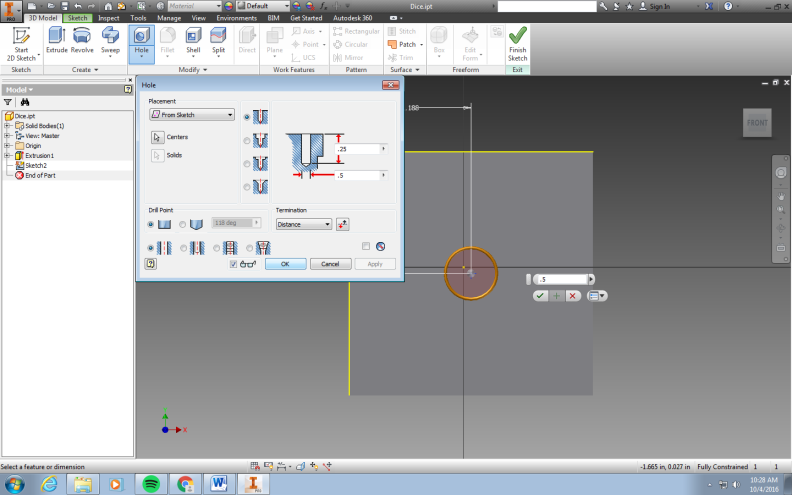 Material
Default
Dice.ipt
Sign In
PRO
3D Model Sketch Inspect Tools Manage View Environments BIM Get Started Autodesk 360
Start
2D Sketch
Extrude
Revolve
Sweep
Hole
Fillet
Shell
Split
Direct
Plane
Axis
Point
UCS
Rectangular
Circular
Mirror
Stitch
Patch
Trim
Box
Edit
Form
Finish
Sketch
Sketch Create Modify Work Features Pattern Surface Freeform Exit
Model
Dice.ipt
Solid Bodies(1)
View: Master
Origin
Extrusion1
Sketch2
End of Part
Hole
Placement
From Sketch
Centers
Solids
.25
.5
Drill Point
118 deg
Termination
Distance
OK
Cancel
Apply
.188
FRONT
.5
X
Select a feature or dimension
-1.665 in, 0.027 in Fully Constrained 1 1
10:28 AM
10/4/2016